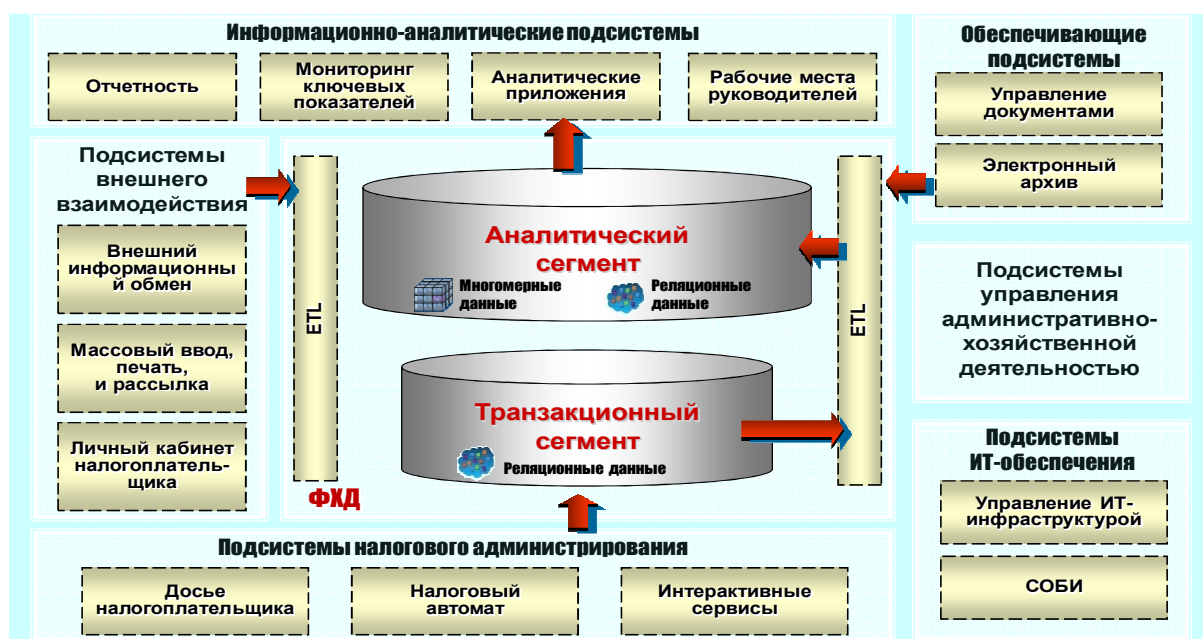 Информационно-аналитические подсистемы
Отчетность
Мониторинг
ключевых
показателей
Аналитические
приложения
Рабочие места
руководителей
Обеспечивающие
подсистемы
Управление
документами
Электронный
архив
Подсистемы
внешнего
взаимодействия
Внешний
информационны
й обмен
Массовый ввод,
печать,
и рассылка
Личный кабинет
налогоплатель-
щика
ETL
Аналитический
сегмент
Многомерные
данные
Реляционные
данные
Транзакционный
сегмент
Реляционные данные
ETL
ФХД
Подсистемы
управления
административно-
хозяйственной
деятельностью
Подсистемы
ИТ-обеспечения
Управление ИТ-
инфраструктурой
СОБИ
Подсистемы налогового администрирования
Досье
налогоплательщика
Налоговый
автомат
Интерактивные
сервисы